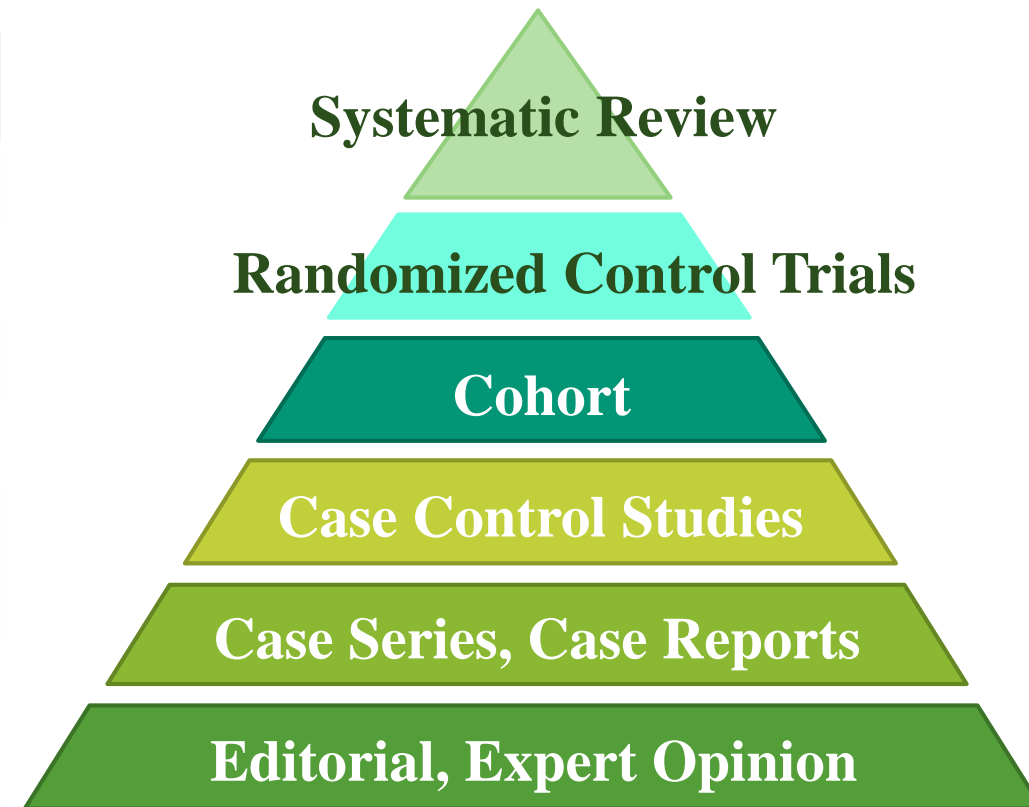 Systematic Review
Randomized Control Trials
Cohort
Case Control Studies
Case Series, Case Reports
Editorial, Expert Opinion